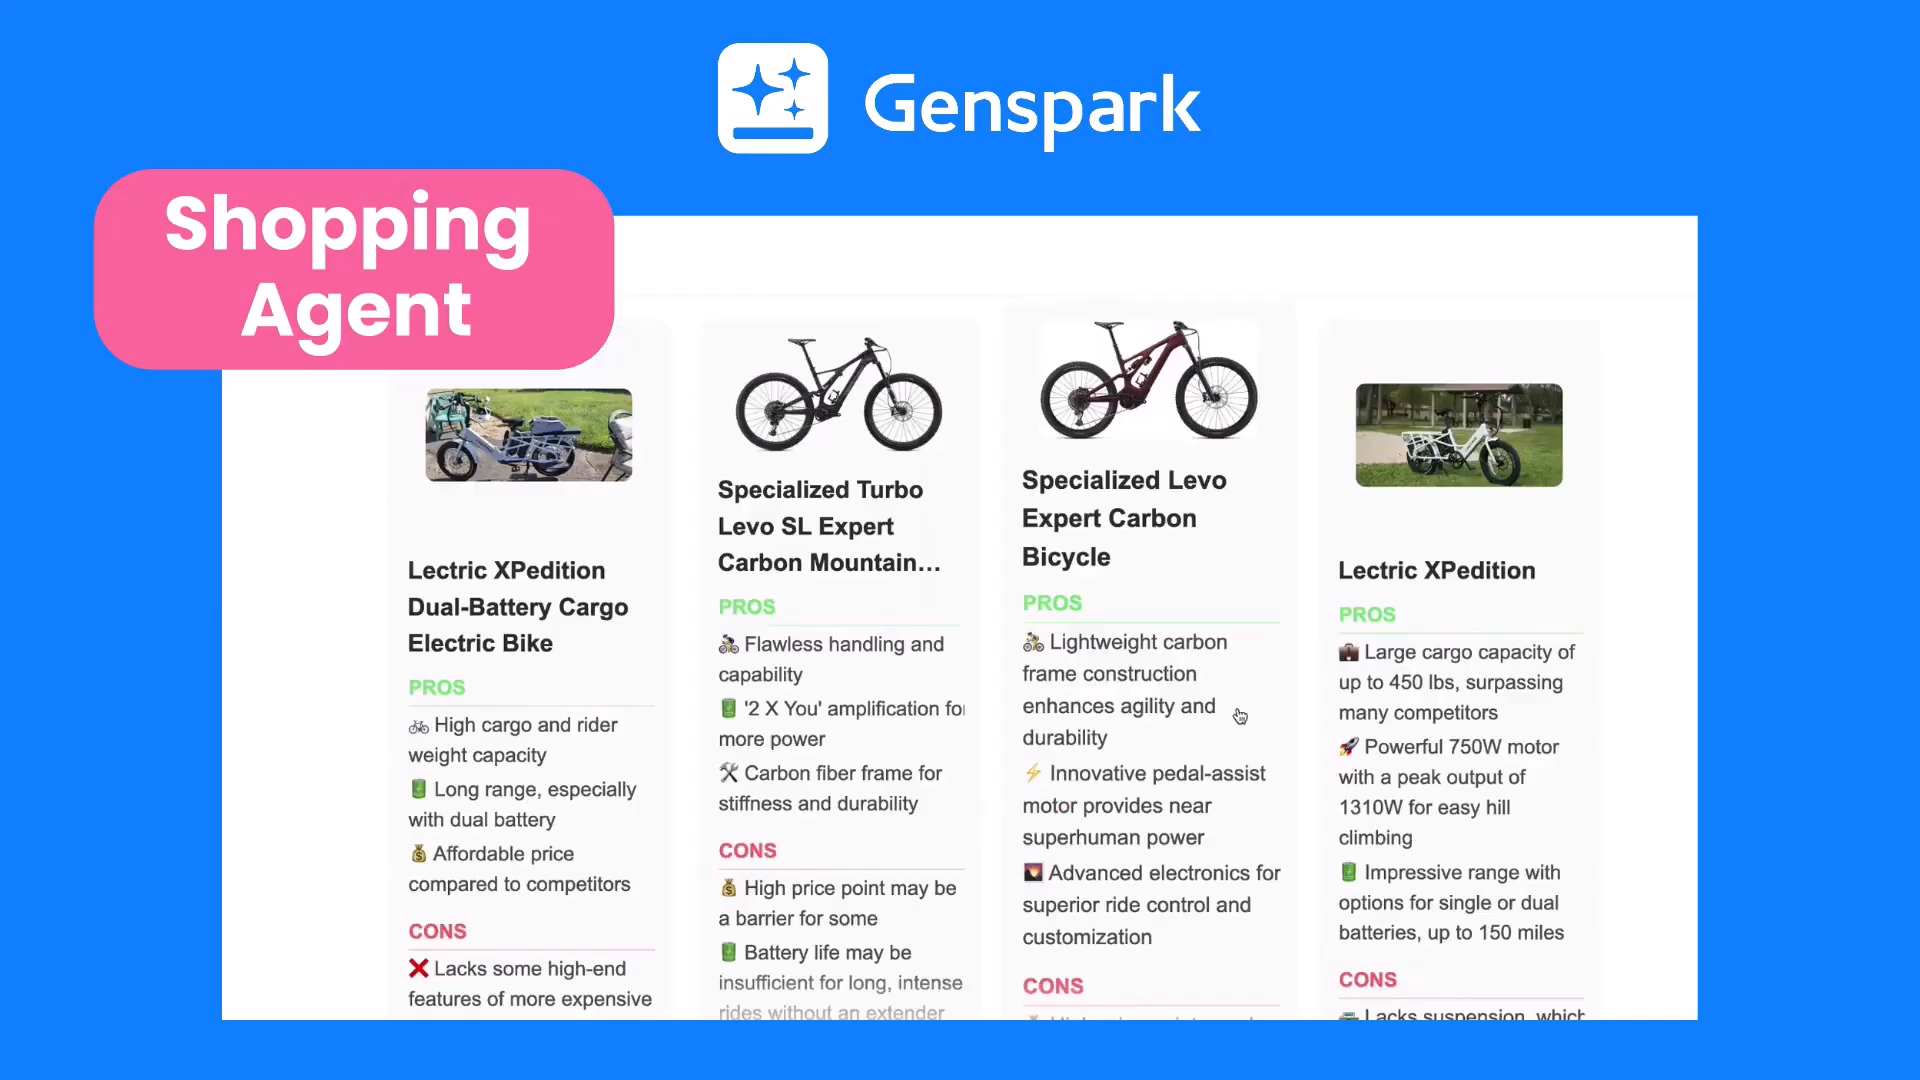 Genspark
Shopping
Agent
Lectric XPedition
Dual-Battery Cargo
Electric Bike
PROS
🚲 High cargo and rider
weight capacity
🔋 Long range, especially
with dual battery
💰 Affordable price
compared to competitors
CONS
❌ Lacks some high-end
features of more expensive
Specialized Turbo
Levo SL Expert
Carbon Mountain...
PROS
🚴 Flawless handling and
capability
🔋 '2 X You' amplification for
more power
🛠 Carbon fiber frame for
stiffness and durability
CONS
💰 High price point may be
a barrier for some
🔋 Battery life may be
insufficient for long, intense
rides without an extender
Specialized Levo
Expert Carbon
Bicycle
PROS
🚴 Lightweight carbon
frame construction
enhances agility and
durability
⚡ Innovative pedal-assist
motor provides near
superhuman power
🌄 Advanced electronics for
superior ride control and
customization
CONS
Lectric XPedition
PROS
💼 Large cargo capacity of
up to 450 lbs, surpassing
many competitors
🚀 Powerful 750W motor
with a peak output of
1310W for easy hill
climbing
🔋 Impressive range with
options for single or dual
batteries, up to 150 miles
CONS
Lacks suspension, which